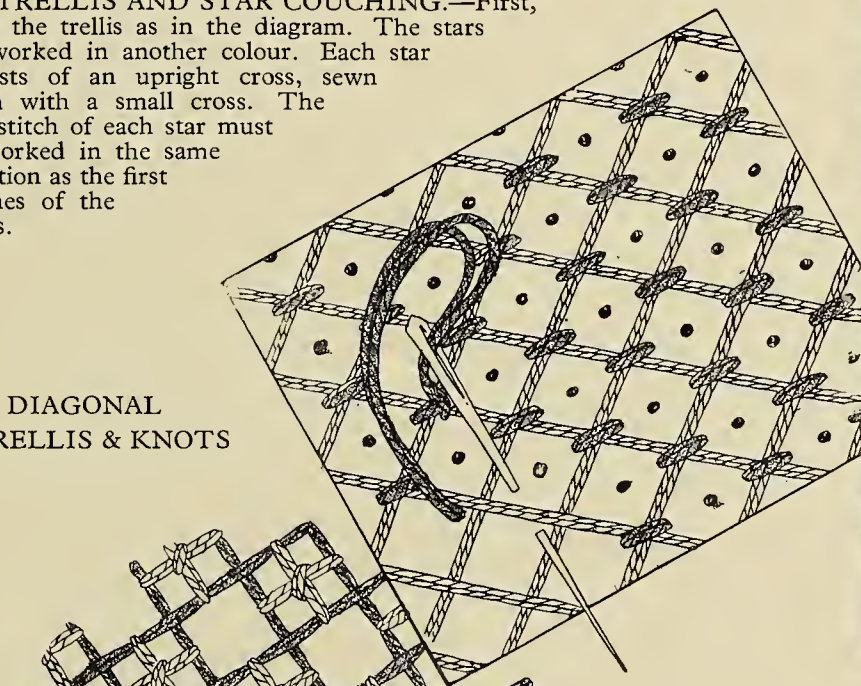 TRELLIS AND STAR COUCHING.—First,
the trellis as in the diagram. The stars
worked in another colour. Each star
sts of an upright cross, sewn
with a small cross. The
stitch of each star must
orked in the same
tion as the first
nes of the
s.
DIAGONAL
RELLIS & KNOTS